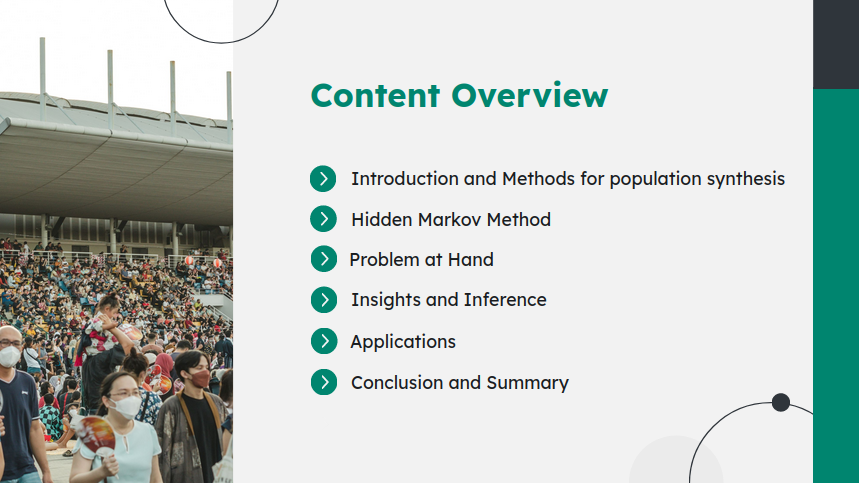 Content Overview
Introduction and Methods for population synthesis
Hidden Markov Method
Problem at Hand
Insights and Inference
Applications
Conclusion and Summary